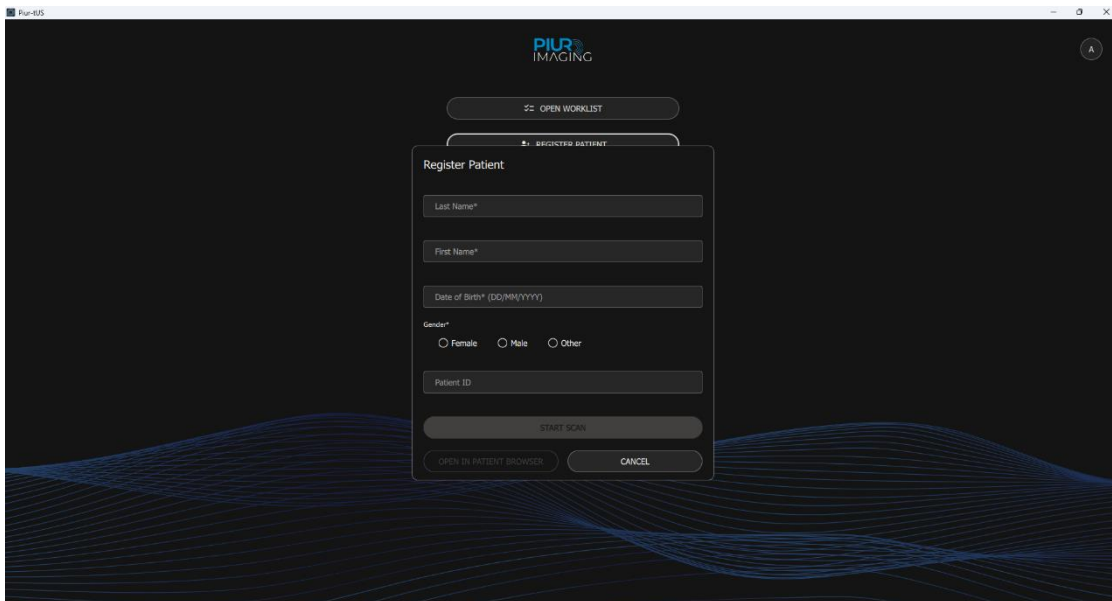 Piur-tUS
PIUR
IMAGING
A
OPEN WORKLIST
REGISTER PATIENT
Register Patient
Last Name*
First Name*
Date of Birth* (DD/MM/YYYY)
Gender*
Female Male Other
Patient ID
START SCAN
OPEN IN PATIENT BROWSER CANCEL